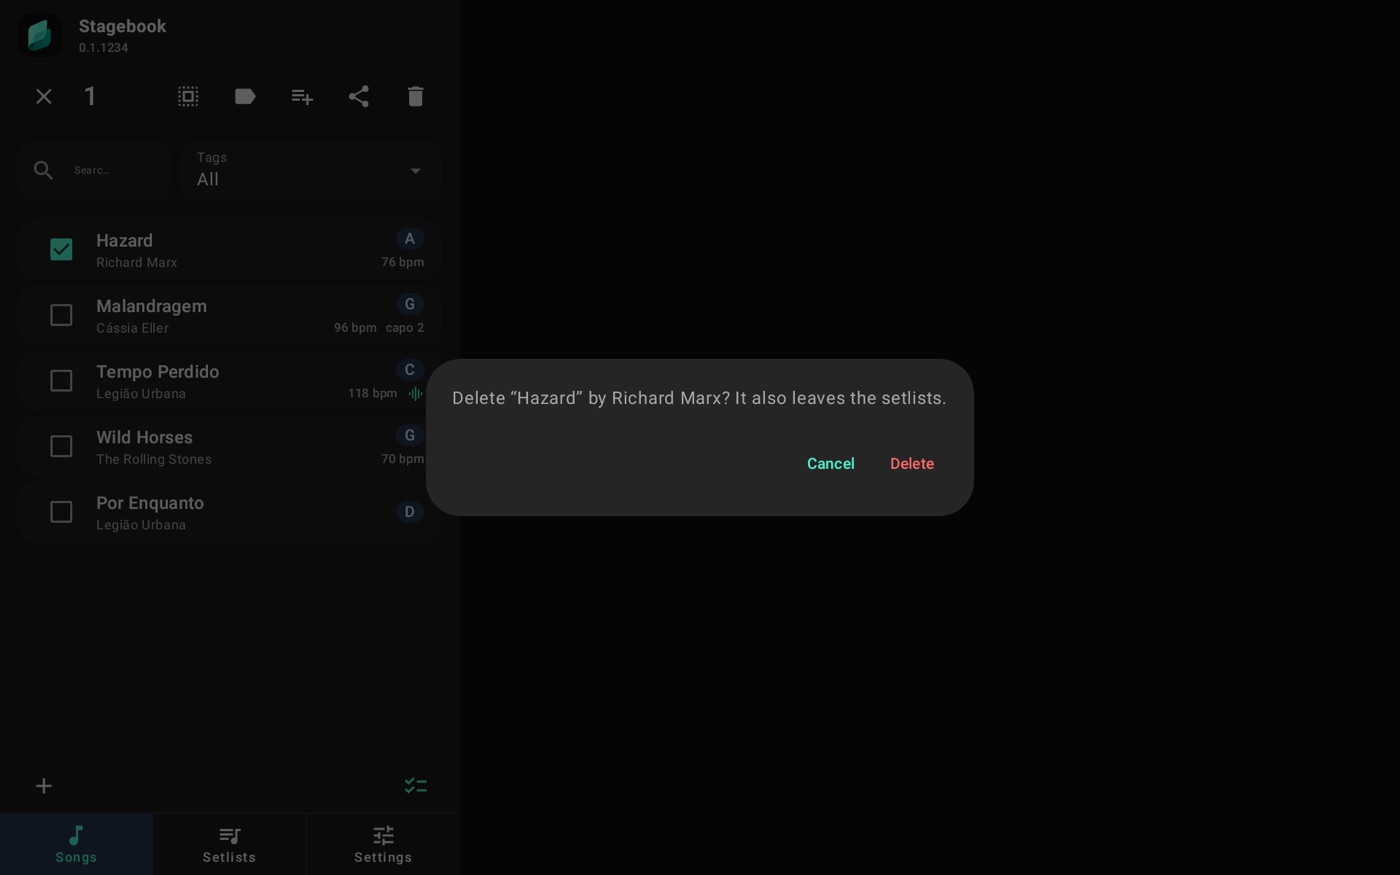 Stagebook
0.1.1234
1
Searc…
Tags
All
Hazard
A
Richard Marx
76 bpm
Malandragem
G
Cássia Eller
96 bpm capo 2
Tempo Perdido
C
Legião Urbana
118 bpm
Wild Horses
G
The Rolling Stones
70 bpm
Por Enquanto
Legião Urbana
D
Delete “Hazard” by Richard Marx? It also leaves the setlists.
Cancel
Delete
Songs
Setlists
Settings